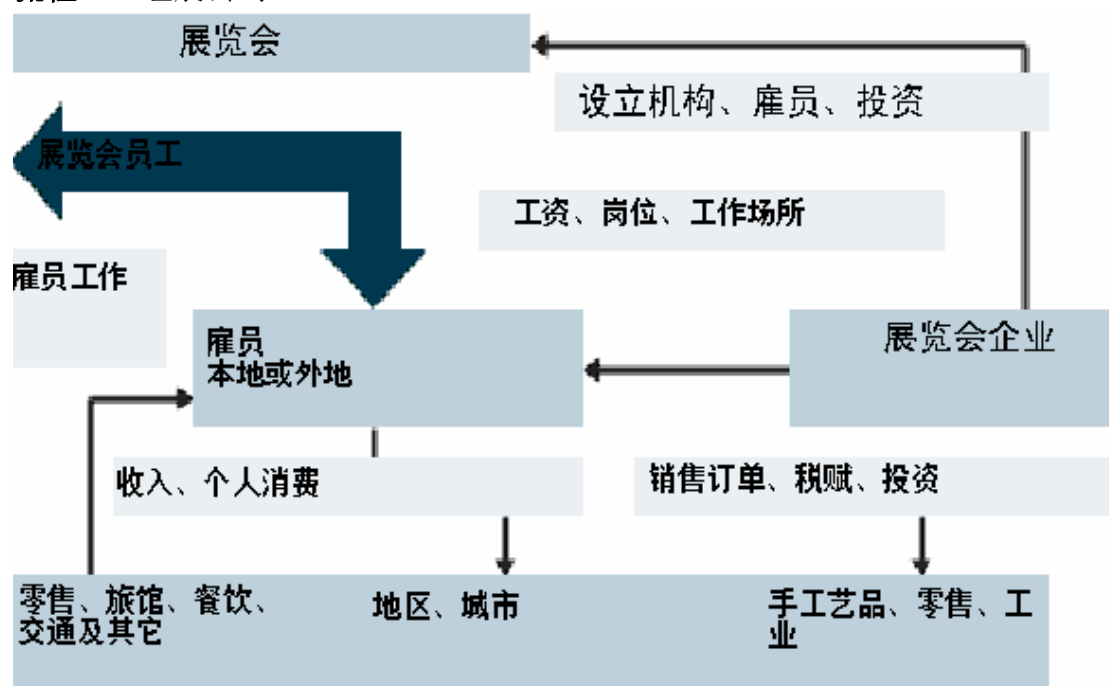 展览会
设立机构、雇员、投资
展览会员工
工资、岗位、工作场所
雇员工作
雇员
本地或外地
展览会企业
收入、个人消费
销售订单、税赋、投资
零售、旅馆、餐饮、
交通及其它
地区、城市
手工艺品、零售、工
业